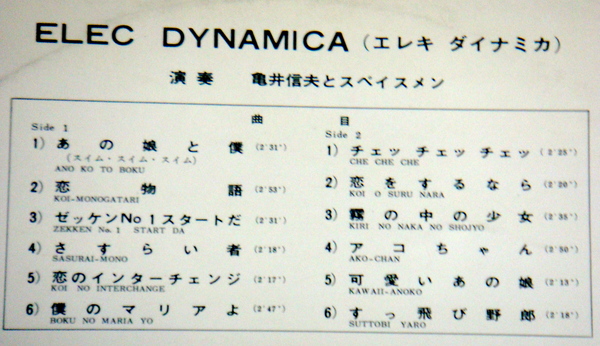 ELEC DYNAMICA (エレキ ダイナミカ)
演奏 亀井信夫とスペイスメン
曲目
Side 1
1) あの娘と僕 (2'31")
(スイム・スイム・スイム)
ANO KO TO BOKU
2) 恋物語 (2'53")
KOI-MONOGATARI
3) ゼッケンNo1スタートだ (2'31")
ZEKKEN No.1 START DA
4) さすらい者 (2'18")
SASURAI-MONO
5) 恋のインターチェンジ (2'17")
KOI NO INTERCHANGE
6) 僕のマリアよ (2'47")
BOKU NO MARIA YO
Side 2
1) チェッチェッチェッ (2'25")
CHE CHE CHE
2) 恋をするなら (2'20")
KOI O SURU NARA
3) 霧の中の少女 (2'35")
KIRI NO NAKA NO SHOJYO
4) アコちゃん (2'50")
AKO-CHAN
5) 可愛いあの娘 (2'13")
KAWAII-ANOKO
6) すっ飛び野郎 (2'18")
SUTTOBI YARO